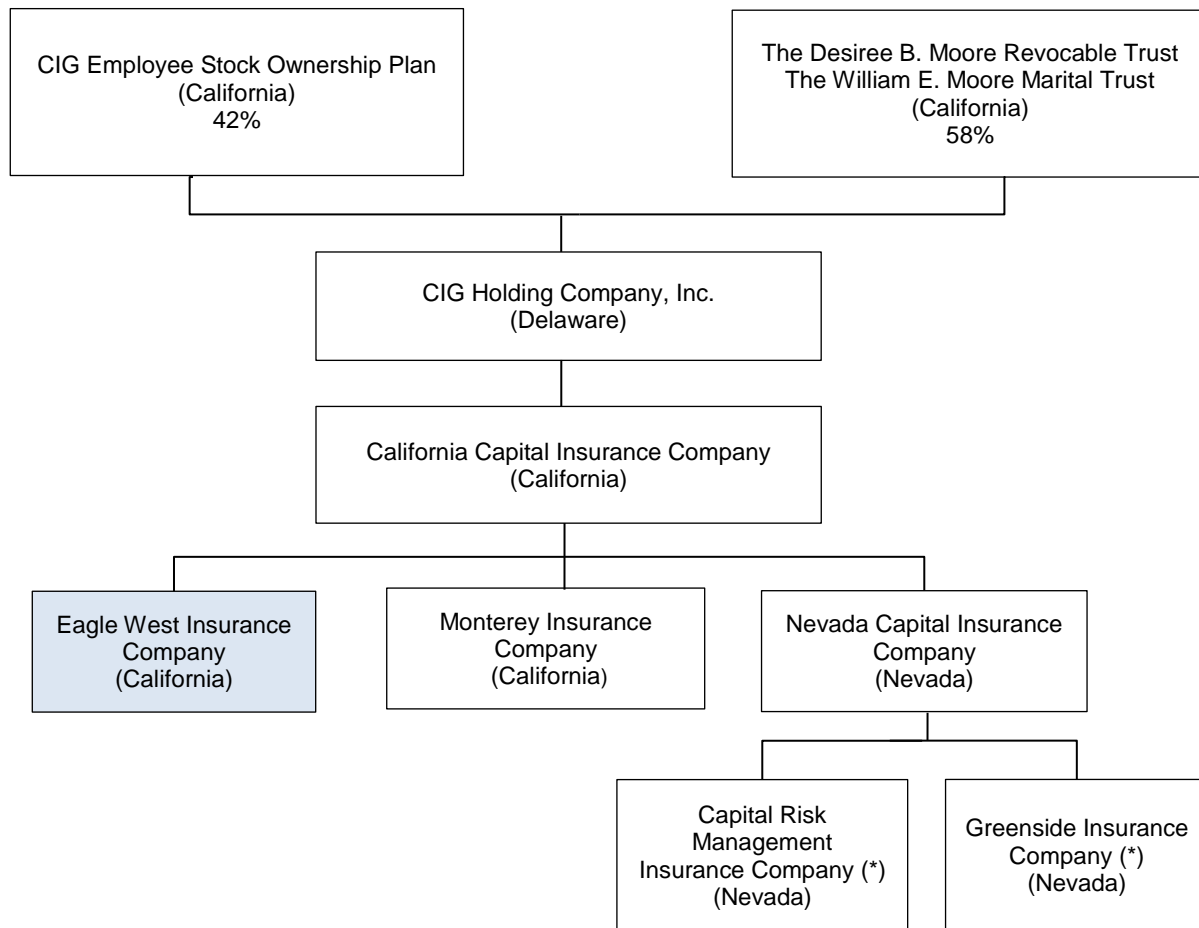 CIG Employee Stock Ownership Plan
(California)
42%
The Desiree B. Moore Revocable Trust
The William E. Moore Marital Trust
(California)
58%
CIG Holding Company, Inc.
(Delaware)
California Capital Insurance Company
(California)
Eagle West Insurance
Company
(California)
Monterey Insurance
Company
(California)
Nevada Capital Insurance
Company
(Nevada)
Capital Risk
Management
Insurance Company (*)
(Nevada)
Greenside Insurance
Company (*)
(Nevada)